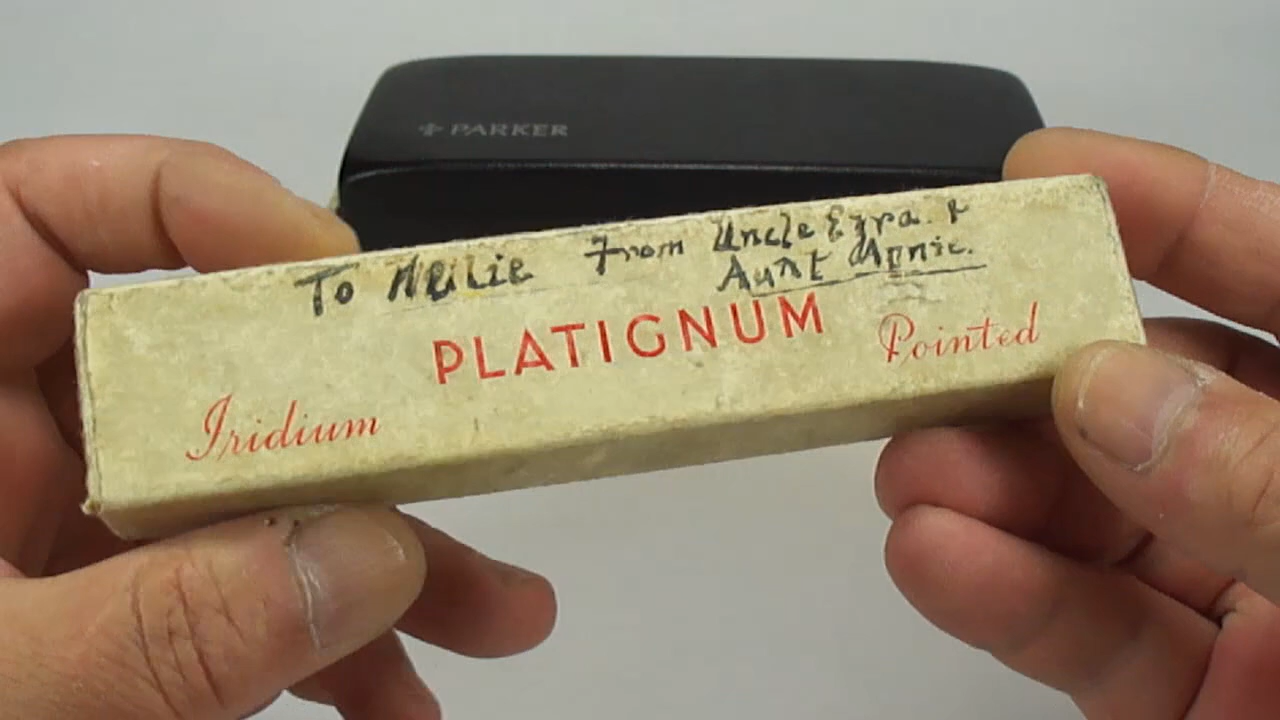 PARKER
To Nellie From Uncle Ezra. &
Aunt Annie.
PLATIGNUM
Iridium Pointed